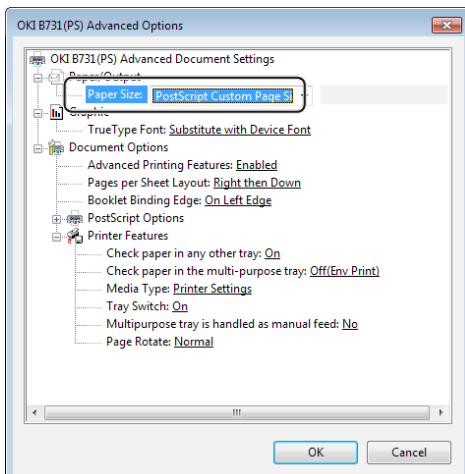 OKI B731(PS) Advanced Options
OKI B731(PS) Advanced Document Settings
Paper/Output
Paper Size: PostScript Custom Page Si
Graphic
TrueType Font: Substitute with Device Font
Document Options
Advanced Printing Features: Enabled
Pages per Sheet Layout: Right then Down
Booklet Binding Edge: On Left Edge
PostScript Options
Printer Features
Check paper in any other tray: On
Check paper in the multi-purpose tray: Off(Env Print)
Media Type: Printer Settings
Tray Switch: On
Multipurpose tray is handled as manual feed: No
Page Rotate: Normal
OK Cancel